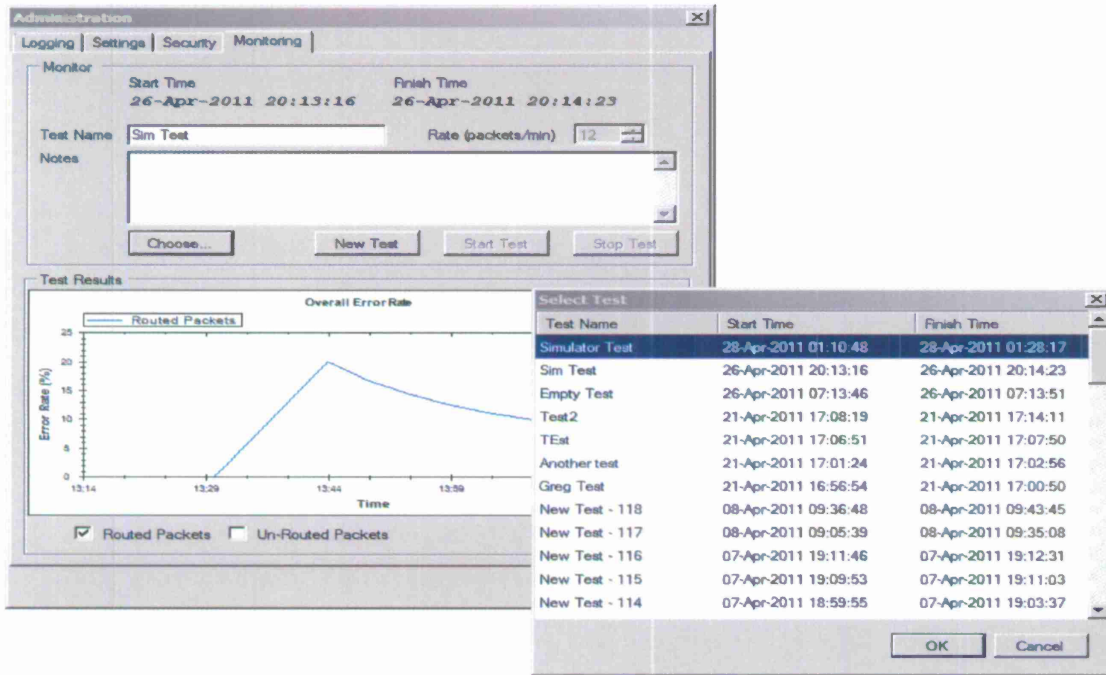 Administration
Logging Settings Security Monitoring
Monitor
Start Time Finish Time
26-Apr-2011 20:13:16 26-Apr-2011 20:14:23
Test Name Sim Test Rate (packets/min) 12
Notes
Choose... New Test Start Test Stop Test
Test Results
Overall Error Rate
Routed Packets
Error Rate (%)
25
20
15
10
5
0
13:14 13:29 13:44 13:59
Time
Routed Packets Un-Routed Packets
Select Test
Test Name Start Time Finish Time
Simulator Test 28-Apr-2011 01:10:48 28-Apr-2011 01:28:17
Sim Test 26-Apr-2011 20:13:16 26-Apr-2011 20:14:23
Empty Test 26-Apr-2011 07:13:46 26-Apr-2011 07:13:51
Test2 21-Apr-2011 17:08:19 21-Apr-2011 17:14:11
TEst 21-Apr-2011 17:06:51 21-Apr-2011 17:07:50
Another test 21-Apr-2011 17:01:24 21-Apr-2011 17:02:56
Greg Test 21-Apr-2011 16:56:54 21-Apr-2011 17:00:50
New Test - 118 08-Apr-2011 09:36:48 08-Apr-2011 09:43:45
New Test - 117 08-Apr-2011 09:05:39 08-Apr-2011 09:35:08
New Test - 116 07-Apr-2011 19:11:46 07-Apr-2011 19:12:31
New Test - 115 07-Apr-2011 19:09:53 07-Apr-2011 19:11:03
New Test - 114 07-Apr-2011 18:59:55 07-Apr-2011 19:03:37
OK Cancel